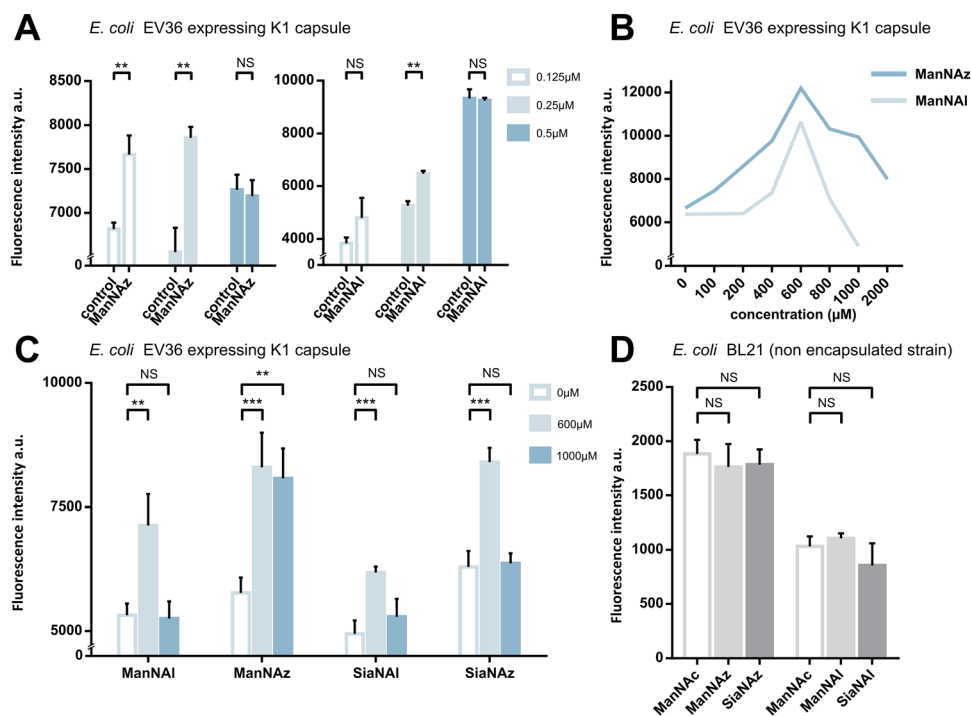 A
E. coli EV36 expressing K1 capsule
Fluorescence intensity a.u.
8500
8000
7500
7000
0
**
**
NS
control
ManNAz
control
ManNAz
control
ManNAz
10000
8000
6000
4000
0
NS
**
NS
control
ManNAl
control
ManNAl
control
ManNAl
0.125µM
0.25µM
0.5µM
B
E. coli EV36 expressing K1 capsule
Fluorescence intensity a.u.
12000
10000
8000
6000
0
0
100
200
400
600
800
1000
2000
concentration (µM)
ManNAz
ManNAl
C
E. coli EV36 expressing K1 capsule
Fluorescence intensity a.u.
10000
7500
5000
0
NS
**
**
***
NS
***
NS
***
ManNAl
ManNAz
SiaNAl
SiaNAz
0µM
600µM
1000µM
D
E. coli BL21 (non encapsulated strain)
Fluorescence intensity a.u.
2500
2000
1500
1000
500
0
NS
NS
NS
NS
ManNAc
ManNAz
SiaNAz
ManNAc
ManNAl
SiaNAl